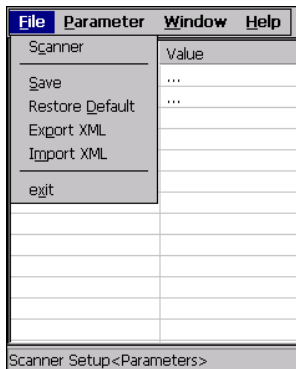 File Parameter Window Help
Scanner
Value
Save
...
Restore Default
...
Export XML
Import XML
exit
Scanner Setup<Parameters>